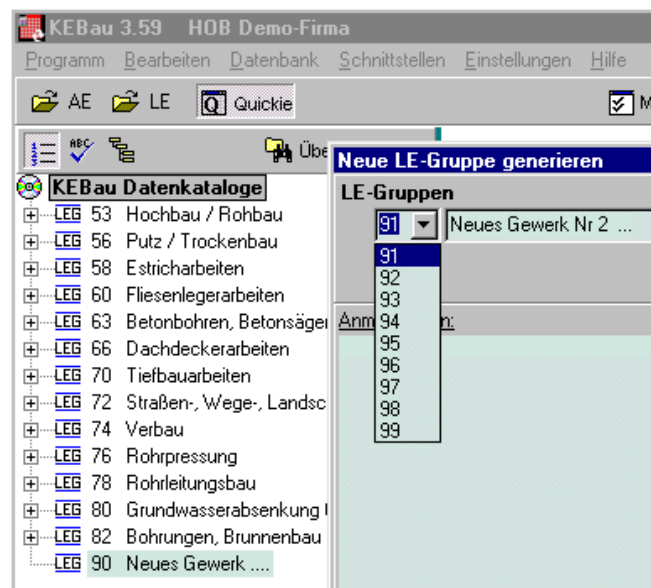 KEBau 3.59 HOB Demo-Firma
Programm Bearbeiten Datenbank Schnittstellen Einstellungen Hilfe
AE LE Q Quickie M
ABC Übe
KEBau Datenkataloge
LEG 53 Hochbau / Rohbau
LEG 56 Putz / Trockenbau
LEG 58 Estricharbeiten
LEG 60 Fliesenlegerarbeiten
LEG 63 Betonbohren, Betonsäger
LEG 66 Dachdeckerarbeiten
LEG 70 Tiefbauarbeiten
LEG 72 Straßen-, Wege-, Landsc
LEG 74 Verbau
LEG 76 Rohrpressung
LEG 78 Rohrleitungsbau
LEG 80 Grundwasserabsenkung
LEG 82 Bohrungen, Brunnenbau
LEG 90 Neues Gewerk ....
Neue LE-Gruppe generieren
LE-Gruppen
91 Neues Gewerk Nr 2 ...
91
92
93
Anm 94 n:
95
96
97
98
99